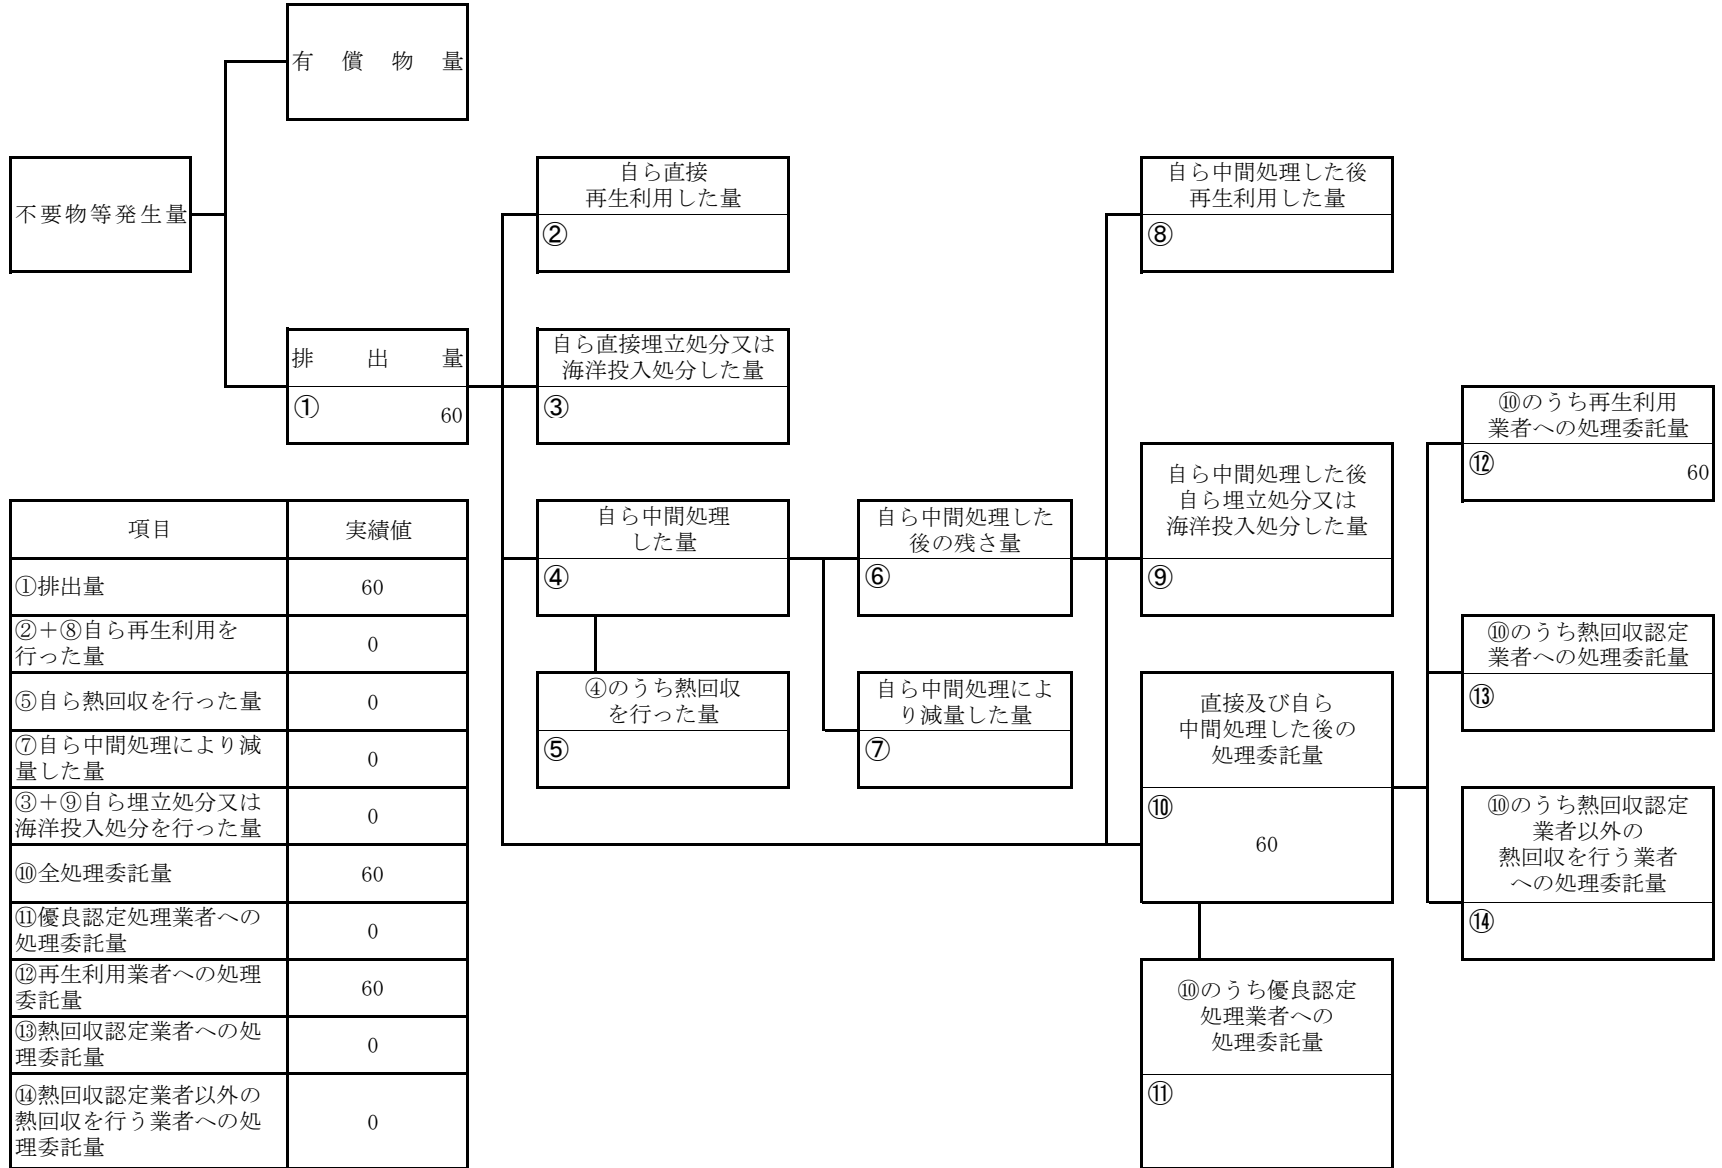 有償物量
不要物等発生量
排出量
①
60
自ら直接
再生利用した量
②
自ら直接埋立処分又は
海洋投入処分した量
③
自ら中間処理
した量
④
④のうち熱回収
を行った量
⑤
自ら中間処理した
後の残さ量
⑥
自ら中間処理によ
り減量した量
⑦
自ら中間処理した後
再生利用した量
⑧
自ら中間処理した後
自ら埋立処分又は
海洋投入処分した量
⑨
直接及び自ら
中間処理した後の
処理委託量
⑩
60
⑩のうち優良認定
処理業者への
処理委託量
⑪
⑩のうち再生利用
業者への処理委託量
⑫
60
⑩のうち熱回収認定
業者への処理委託量
⑬
⑩のうち熱回収認定
業者以外の
熱回収を行う業者
への処理委託量
⑭
項目 実績値
①排出量 60
②＋⑧自ら再生利用を
行った量 0
⑤自ら熱回収を行った量 0
⑦自ら中間処理により減
量した量 0
③＋⑨自ら埋立処分又は
海洋投入処分を行った量 0
⑩全処理委託量 60
⑪優良認定処理業者への
処理委託量 0
⑫再生利用業者への処理
委託量 60
⑬熱回収認定業者への処
理委託量 0
⑭熱回収認定業者以外の
熱回収を行う業者への処
理委託量 0